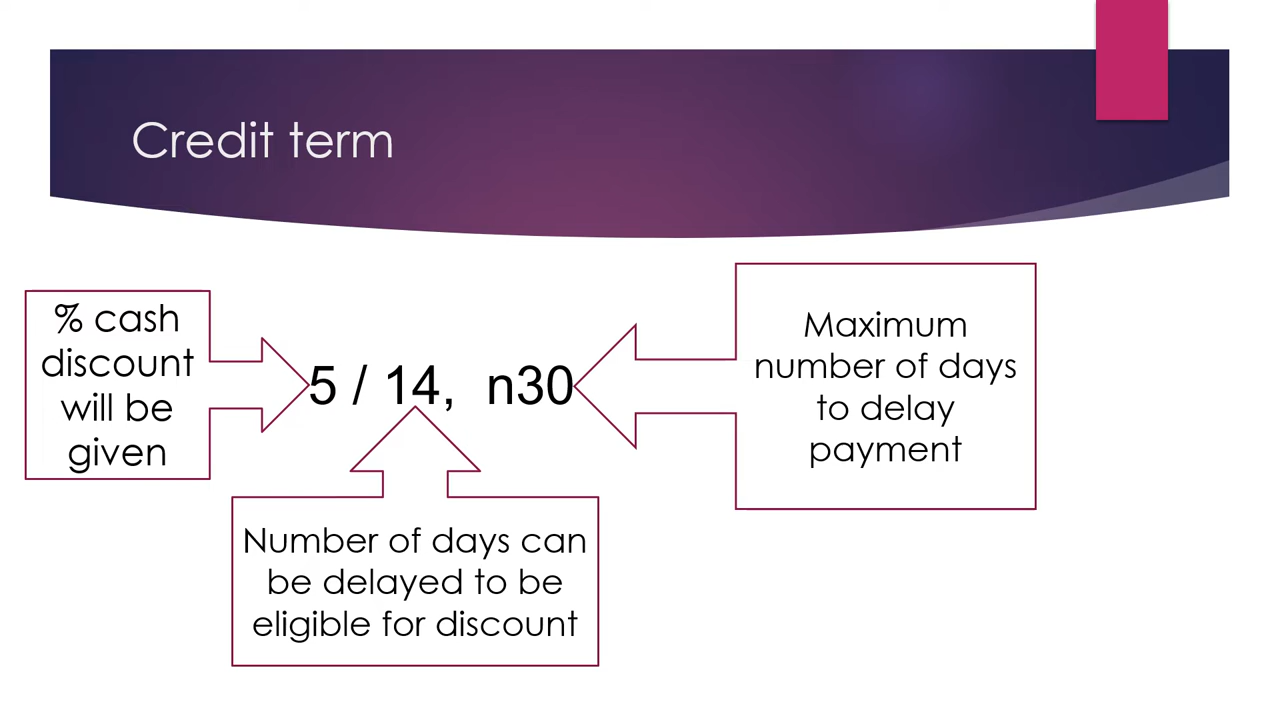 Credit term
% cash
discount
will be
given
5 / 14, n30
Maximum
number of days
to delay
payment
Number of days can
be delayed to be
eligible for discount